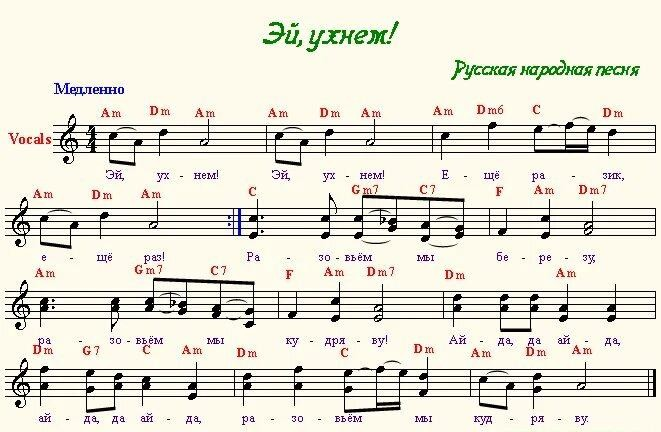 Эй, ухнем!
Русская народная песня
Медленно
Am Dm Am Am Dm Am Am Dm6 C Dm
Vocals
4
4
Эй, ух - нем! Эй, ух - нем! Е - щё ра - зик,
Am Dm Am C Gm7 C7 F Am Dm7
е - щё раз! Ра - зо-вьём мы бе - ре - зу,
Am Gm7 C7 F Am Dm7 Dm Am
ра - зо-вьём мы ку - дря - ву! Ай-да, да ай-да,
Dm G7 C Am Dm C C7 F Am Dm
ай-да, да ай-да, ра - зо - вьём мы куд-ря - ву.